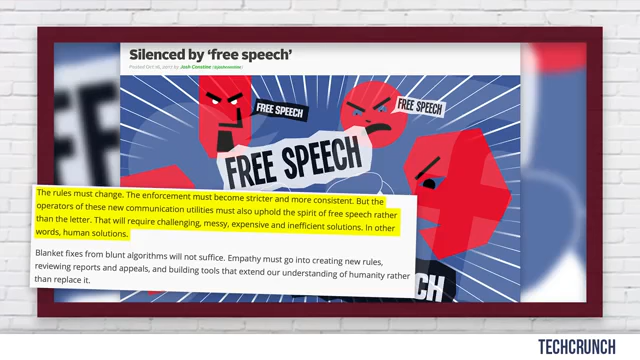 Silenced by ‘free speech’
by Josh Constine
FREE SPEECH
FREE SPEECH
FREE SPEECH
The rules must change. The enforcement must become stricter and more consistent. But the
operators of these new communication utilities must also uphold the spirit of free speech rather
than the letter. That will require challenging, messy, expensive and inefficient solutions. In other
words, human solutions.
Blanket fixes from blunt algorithms will not suffice. Empathy must go into creating new rules,
reviewing reports and appeals, and building tools that extend our understanding of humanity rather
than replace it.
CH
TECHCRUNCH